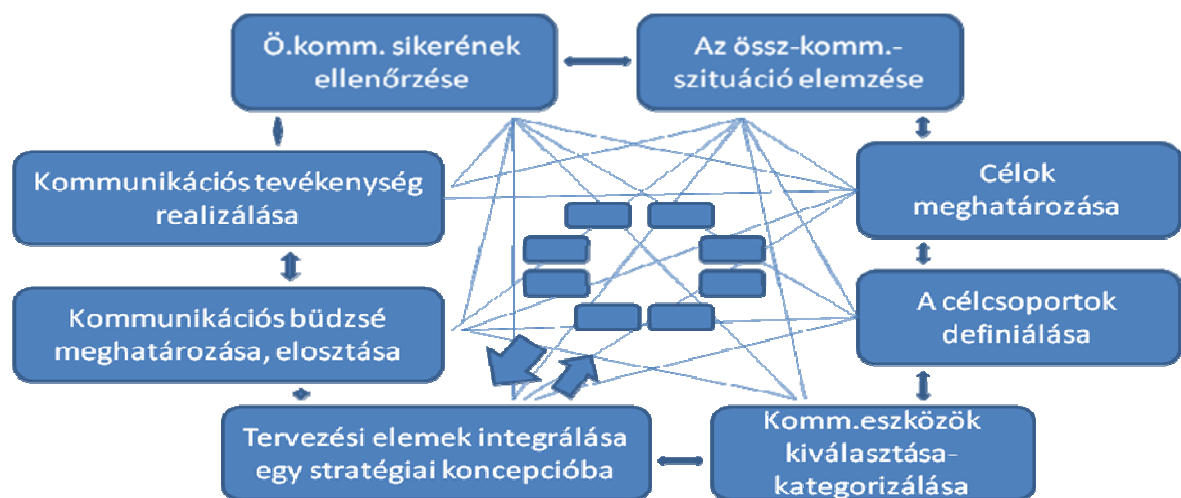 Ö.komm. sikerének
ellenőrzése
Az össz-komm.-
szituáció elemzése
Kommunikációs tevékenység
realizálása
Célok
meghatározása
Kommunikációs büdzsé
meghatározása, elosztása
A célcsoportok
definiálása
Tervezési elemek integrálása
egy stratégiai koncepcióba
Komm.eszközök
kiválasztása-
kategorizálása